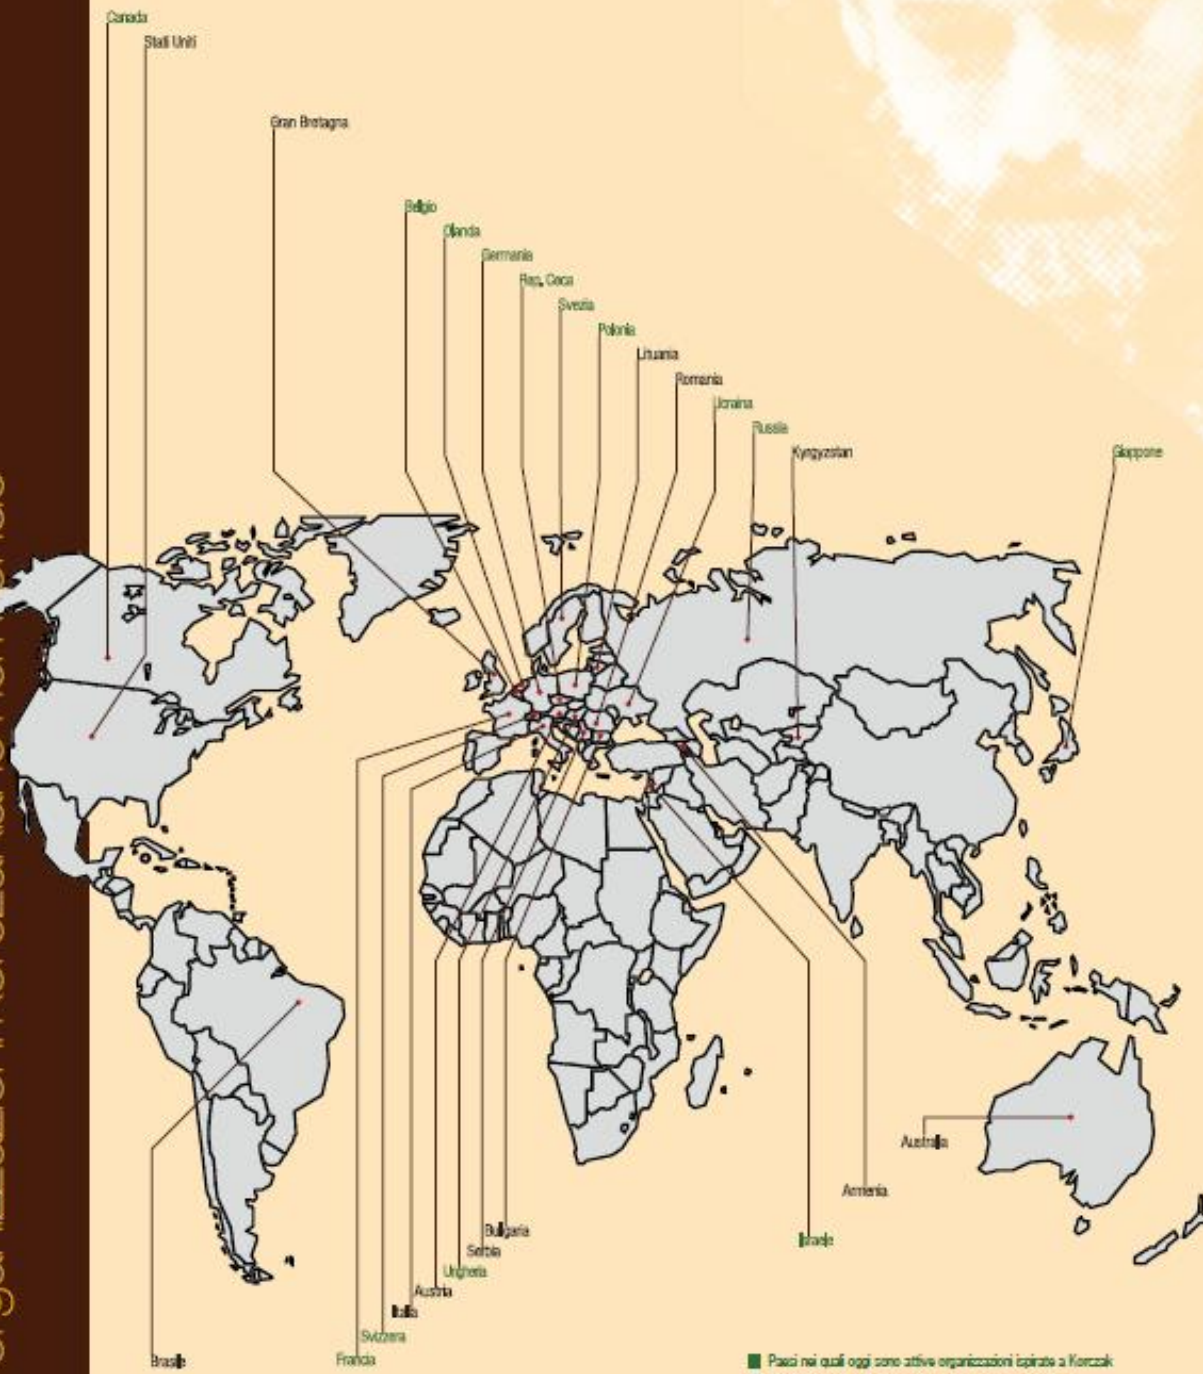 Canada
Stati Uniti
Gran Bretagna
Belgio
Olanda
Germania
Rep. Ceca
Svezia
Polonia
Lituania
Romania
Ucraina
Russia
Kyrgyzstan
Giappone
Australia
Armenia
Israele
Bulgaria
Serbia
Ungheria
Austria
Italia
Svizzera
Francia
Brasile
Paesi nei quali oggi sono attive organizzazioni ispirate a Korczak